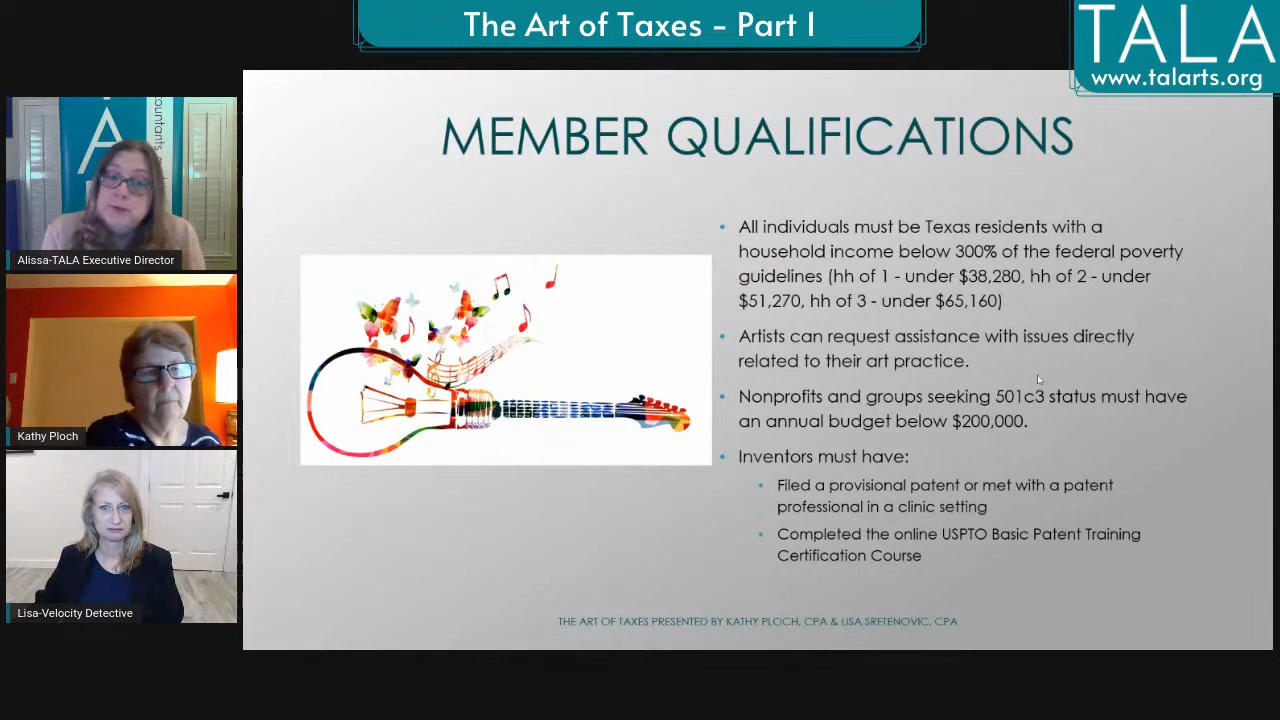 The Art of Taxes - Part 1
TALA
www.talarts.org
Alissa-TALA Executive Director
Kathy Ploch
Lisa-Velocity Detective
MEMBER QUALIFICATIONS
• All individuals must be Texas residents with a
household income below 300% of the federal poverty
guidelines (hh of 1 - under $38,280, hh of 2 - under
$51,270, hh of 3 - under $65,160)
• Artists can request assistance with issues directly
related to their art practice.
• Nonprofits and groups seeking 501c3 status must have
an annual budget below $200,000.
• Inventors must have:
• Filed a provisional patent or met with a patent
professional in a clinic setting
• Completed the online USPTO Basic Patent Training
Certification Course
THE ART OF TAXES PRESENTED BY KATHY PLOCH, CPA & LISA SRETENOVIC, CPA